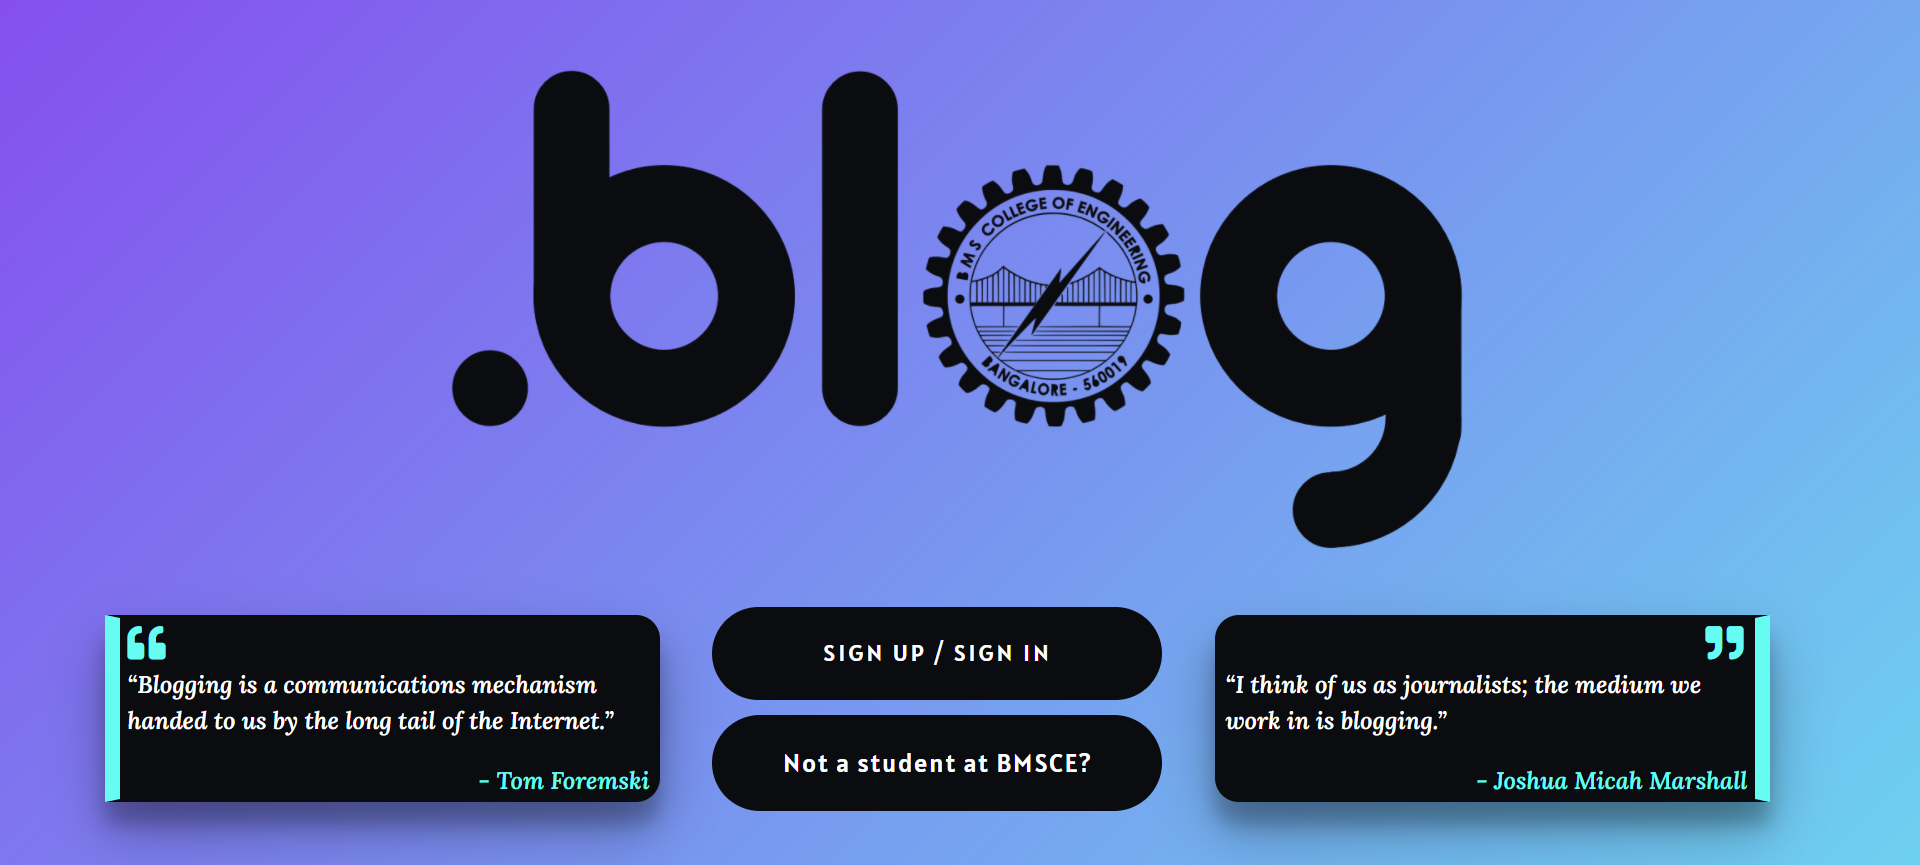 .blog
BMS COLLEGE OF ENGINEERING
BANGALORE - 560019
“Blogging is a communications mechanism
handed to us by the long tail of the Internet.”
- Tom Foremski
SIGN UP / SIGN IN
Not a student at BMSCE?
“I think of us as journalists; the medium we
work in is blogging.”
- Joshua Micah Marshall